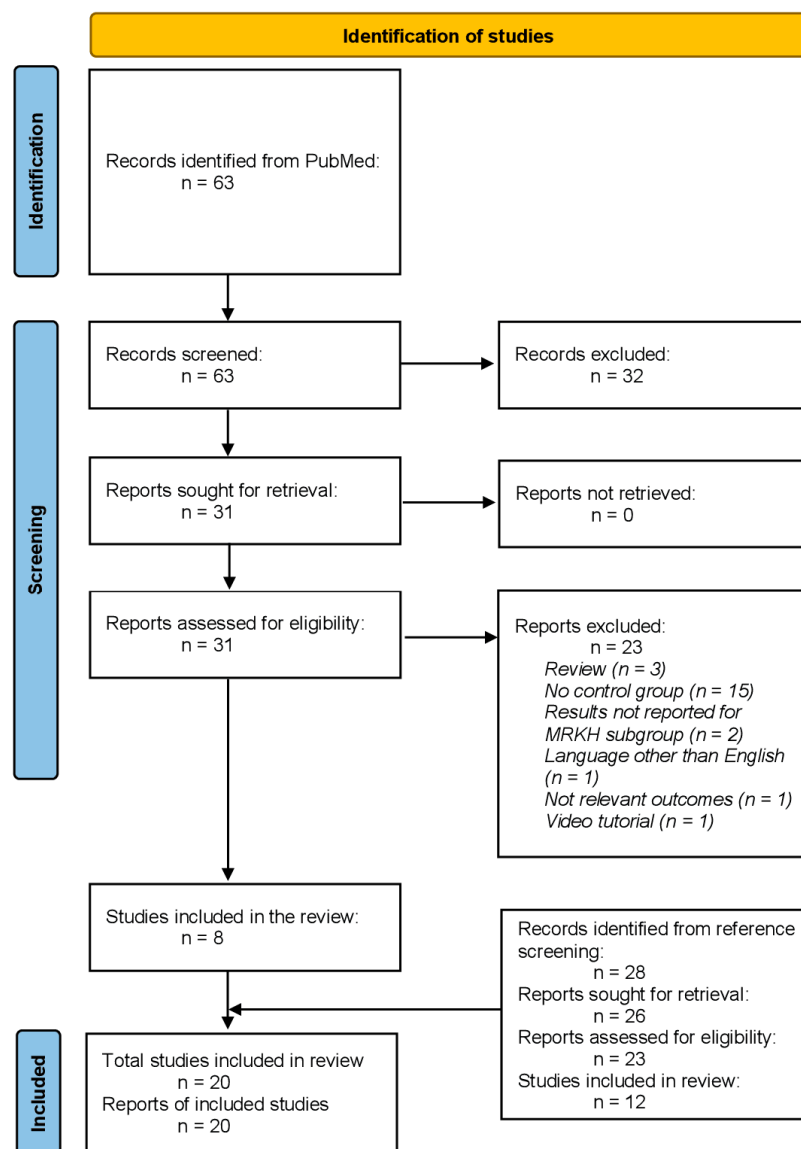 Identification of studies
Identification
Records identified from PubMed:
n = 63
Screening
Records screened:
n = 63
Records excluded:
n = 32
Reports sought for retrieval:
n = 31
Reports not retrieved:
n = 0
Reports assessed for eligibility:
n = 31
Reports excluded:
n = 23
Review (n = 3)
No control group (n = 15)
Results not reported for
MRKH subgroup (n = 2)
Language other than English
(n = 1)
Not relevant outcomes (n = 1)
Video tutorial (n = 1)
Studies included in the review:
n = 8
Records identified from reference
screening:
n = 28
Reports sought for retrieval:
n = 26
Reports assessed for eligibility:
n = 23
Studies included in review:
n = 12
Included
Total studies included in review
n = 20
Reports of included studies
n = 20